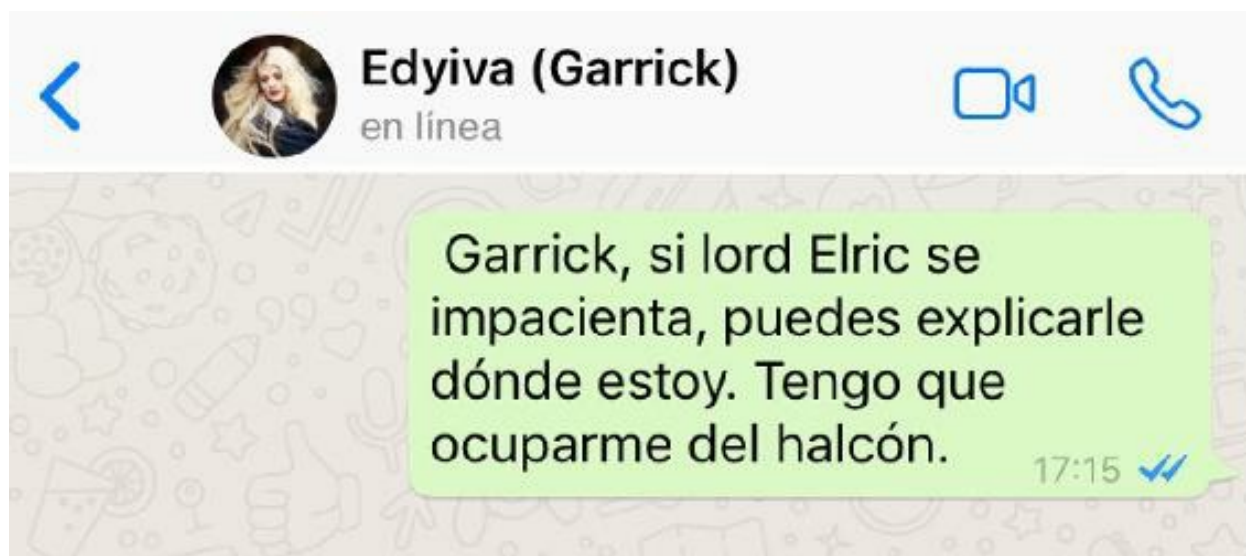 Edyiva (Garrick)
en línea
Garrick, si lord Elric se
impacienta, puedes explicarle
dónde estoy. Tengo que
ocuparme del halcón.
17:15